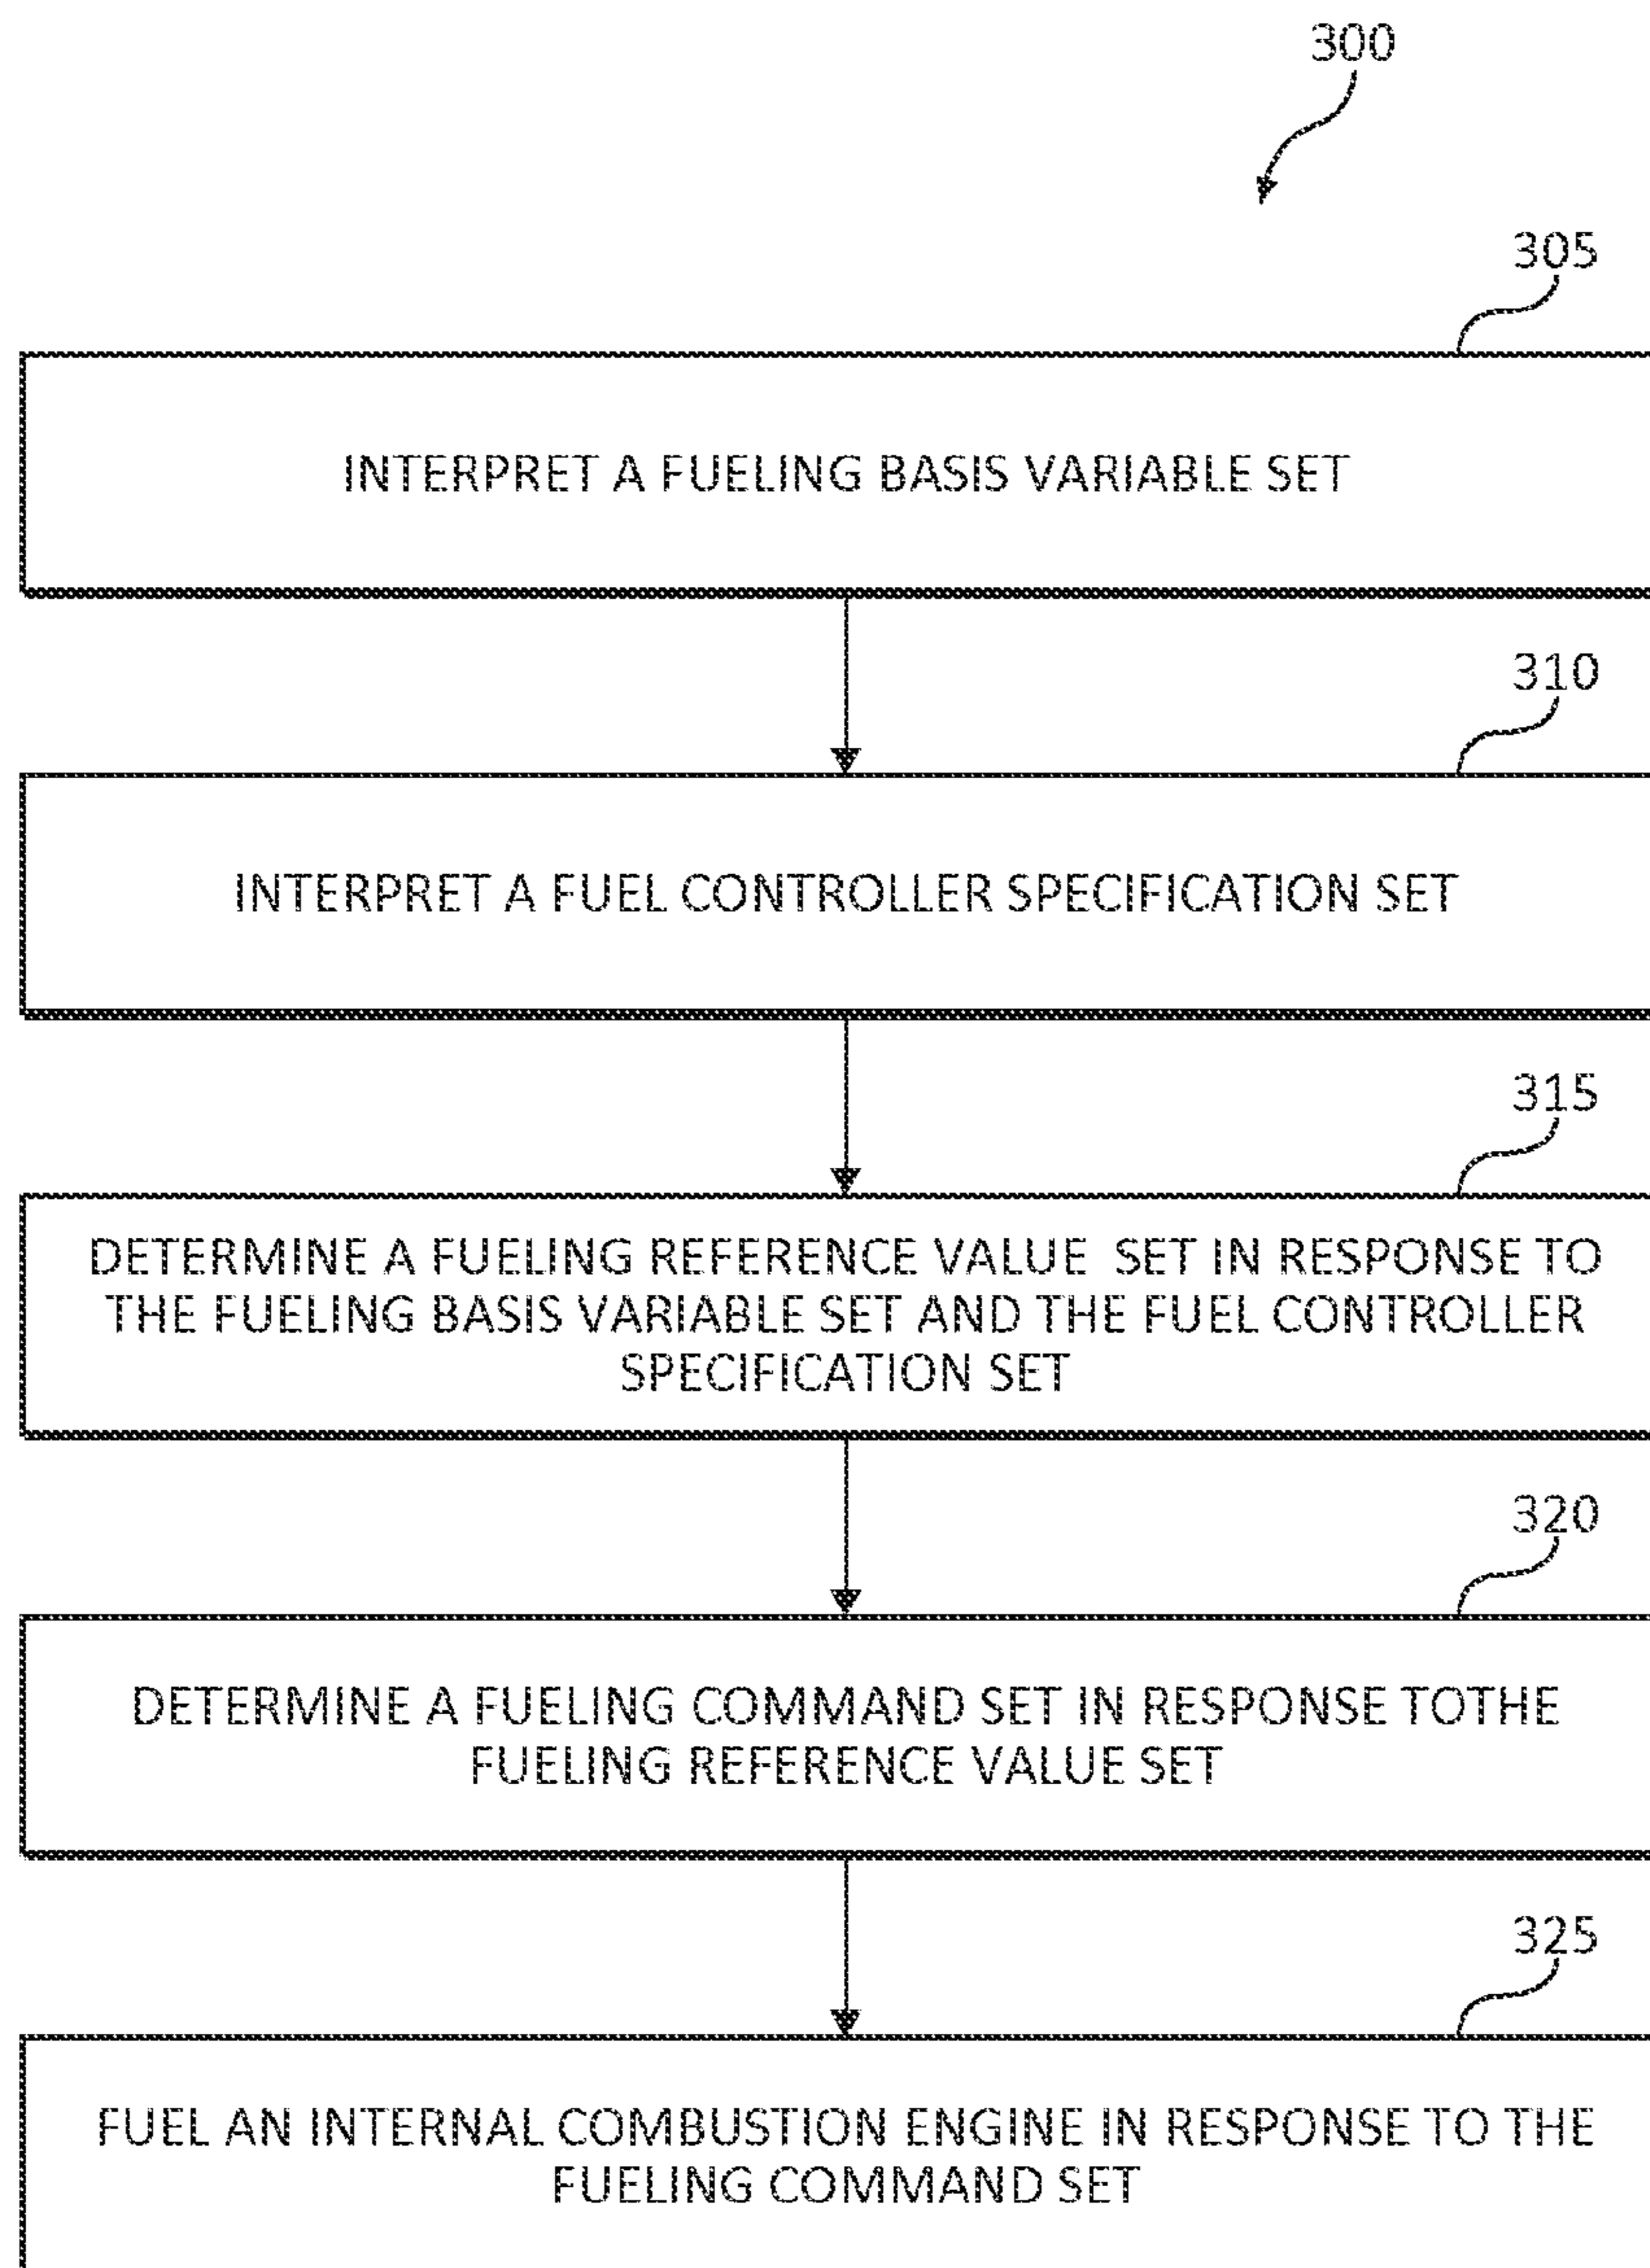 300
305
INTERPRET A FUELING BASIS VARIABLE SET
310
INTERPRET A FUEL CONTROLLER SPECIFICATION SET
315
DETERMINE A FUELING REFERENCE VALUE SET IN RESPONSE TO
THE FUELING BASIS VARIABLE SET AND THE FUEL CONTROLLER
SPECIFICATION SET
320
DETERMINE A FUELING COMMAND SET IN RESPONSE TOTHE
FUELING REFERENCE VALUE SET
325
FUEL AN INTERNAL COMBUSTION ENGINE IN RESPONSE TO THE
FUELING COMMAND SET